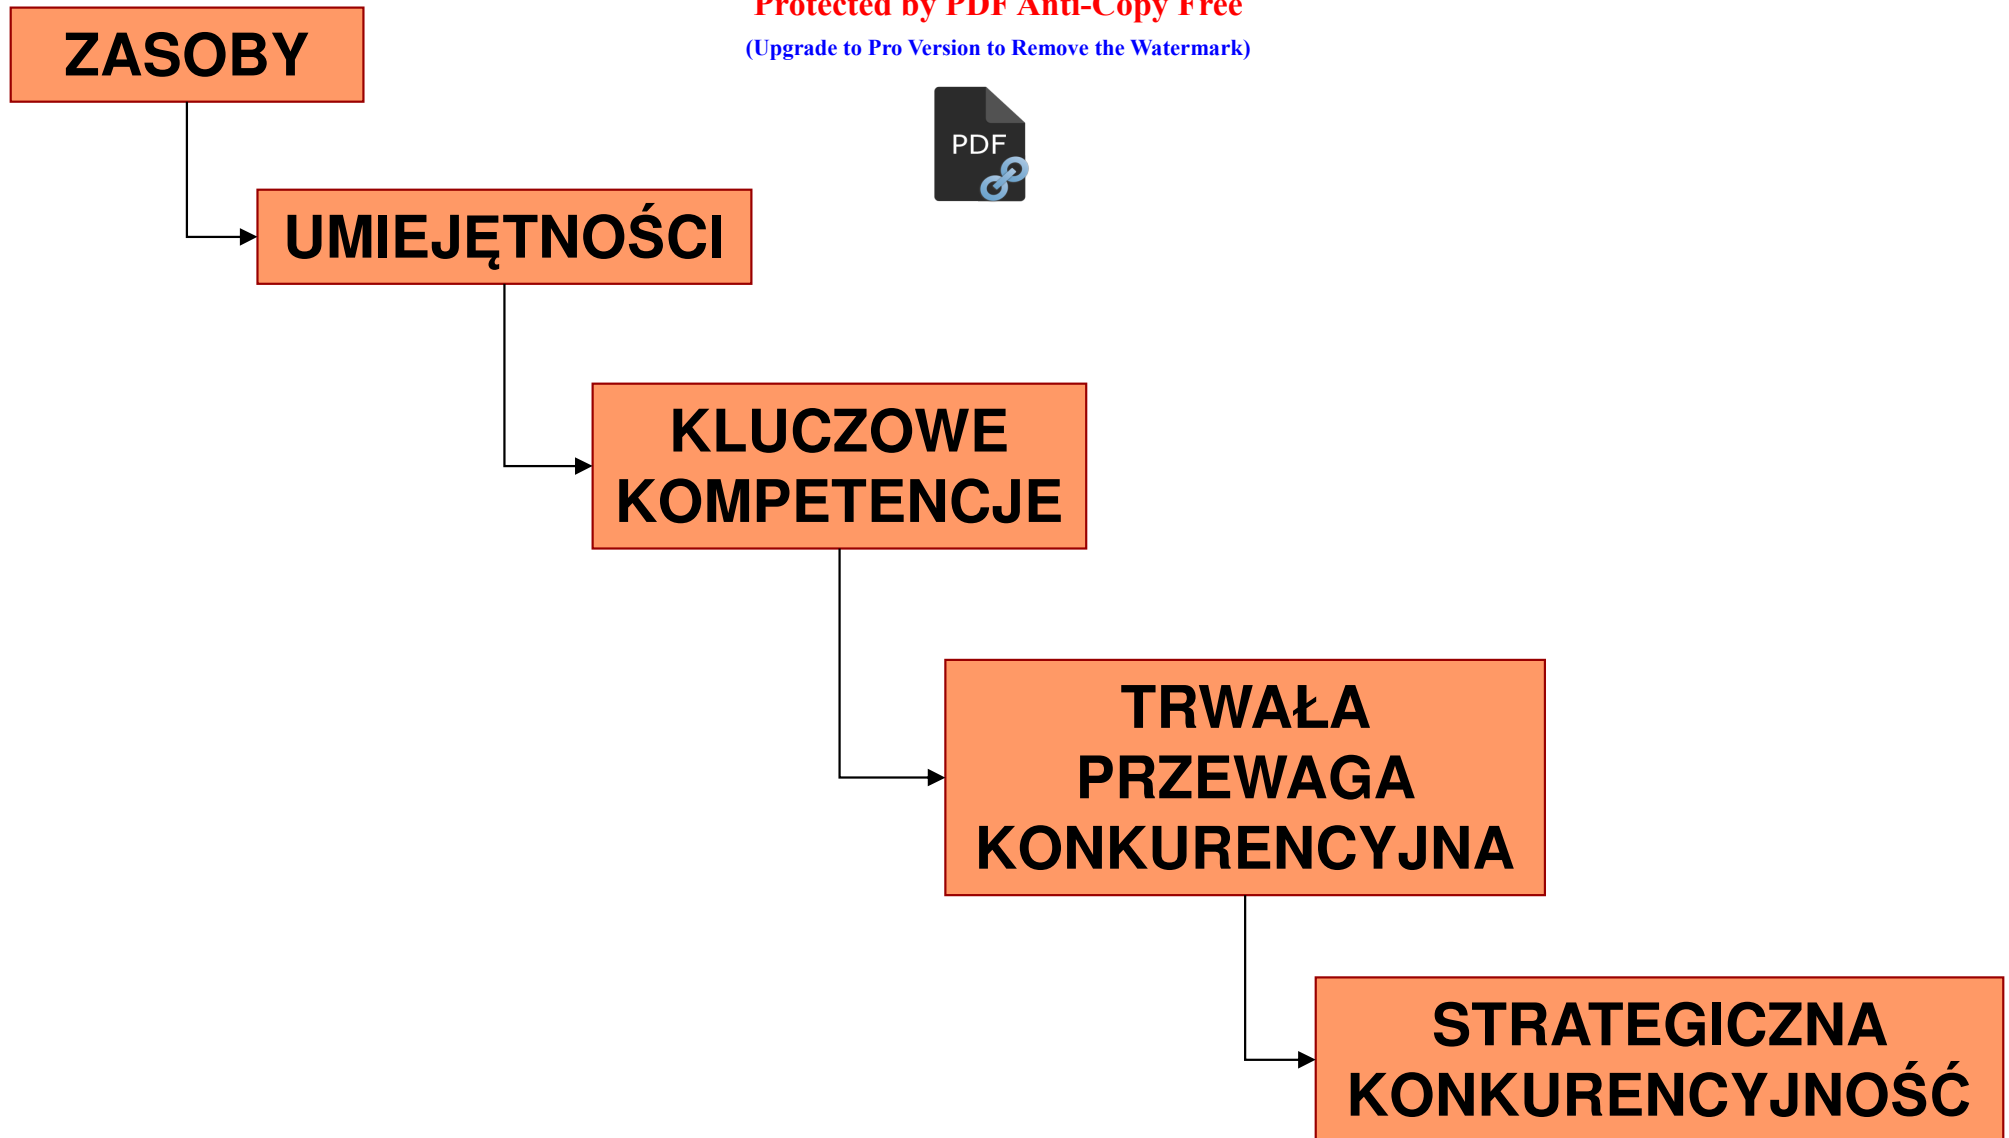 Protected by PDF Anti-Copy Free
(Upgrade to Pro Version to Remove the Watermark)
ZASOBY
PDF
UMIEJĘTNOŚCI
KLUCZOWE
KOMPETENCJE
TRWAŁA
PRZEWAGA
KONKURENCYJNA
STRATEGICZNA
KONKURENCYJNOŚĆ